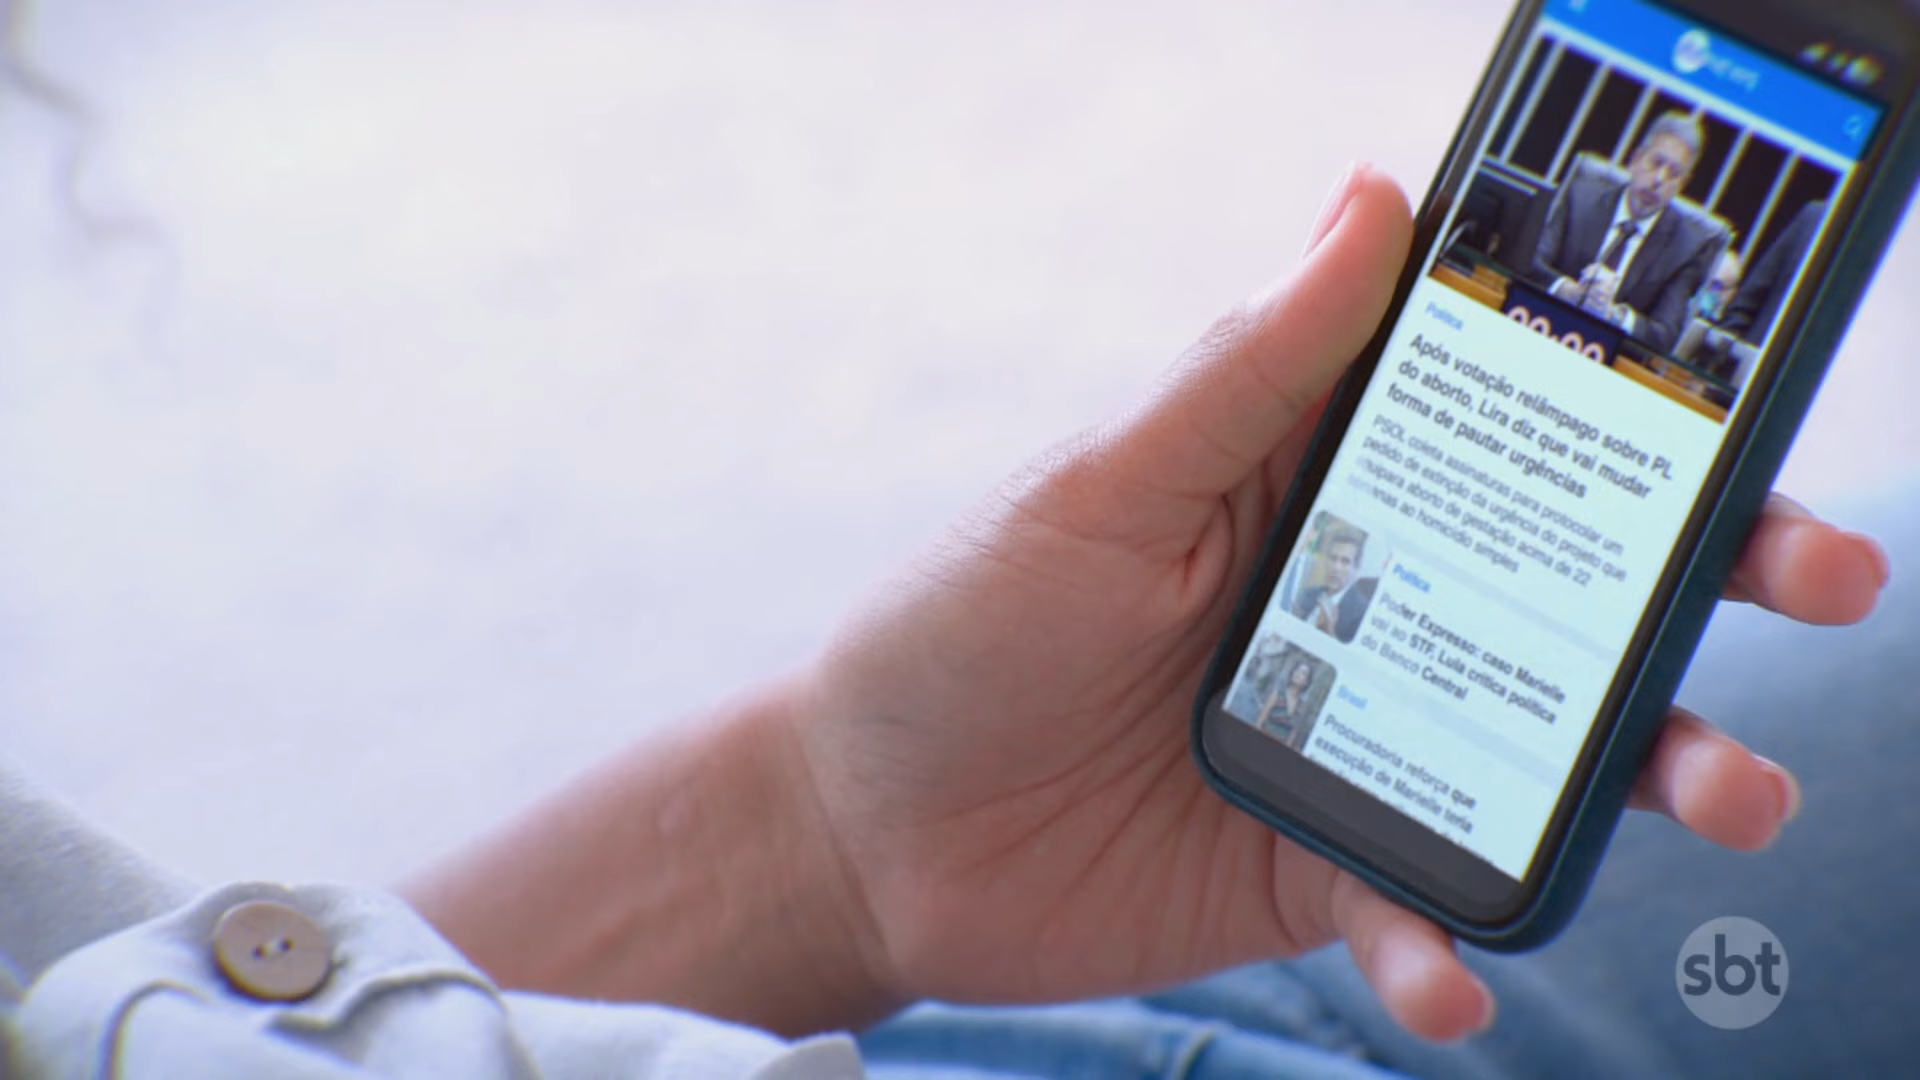 NEWS
00:00
Política
Após votação relâmpago sobre PL
do aborto, Lira diz que vai mudar
forma de pautar urgências
PSOL coleta assinaturas para protocolar um
pedido de extinção da urgência do projeto que
equipara aborto de gestação acima de 22
semanas ao homicídio simples
Política
Poder Expresso: caso Marielle
vai ao STF, Lula critica política
do Banco Central
Brasil
Procuradoria reforça que
execução de Marielle teria
sbt